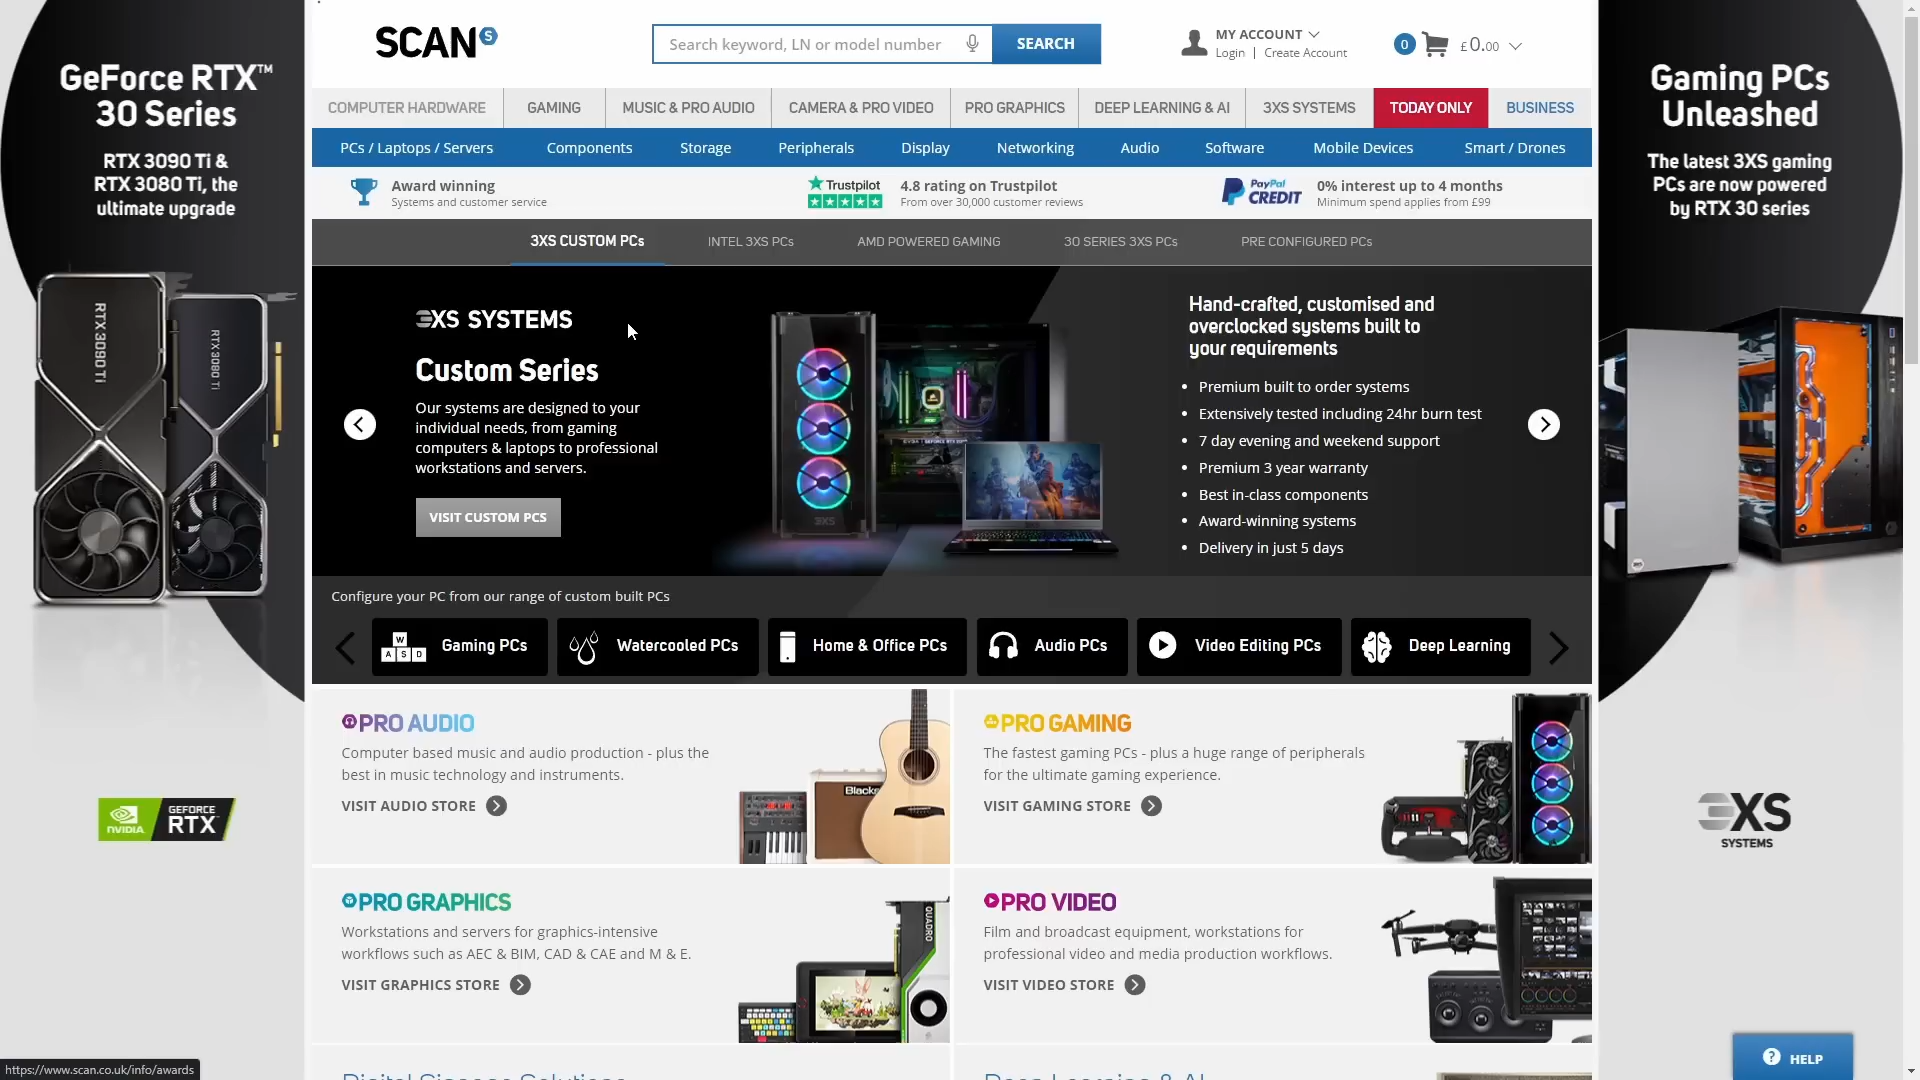 GeForce RTX™
30 Series
RTX 3090 Ti &
RTX 3080 Ti, the
ultimate upgrade
RTX 3090 Ti
RTX 3080 Ti
NVIDIA
GEFORCE
RTX
SCAN S
Search keyword, LN or model number
SEARCH
MY ACCOUNT
Login | Create Account
0
£0.00
COMPUTER HARDWARE
GAMING
MUSIC & PRO AUDIO
CAMERA & PRO VIDEO
PRO GRAPHICS
DEEP LEARNING & AI
3XS SYSTEMS
TODAY ONLY
BUSINESS
PCs / Laptops / Servers
Components
Storage
Peripherals
Display
Networking
Audio
Software
Mobile Devices
Smart / Drones
Award winning
Systems and customer service
Trustpilot
4.8 rating on Trustpilot
From over 30,000 customer reviews
PayPal
CREDIT
0% interest up to 4 months
Minimum spend applies from £99
3XS CUSTOM PCs
INTEL 3XS PCs
AMD POWERED GAMING
30 SERIES 3XS PCs
PRE CONFIGURED PCs
3XS SYSTEMS
Custom Series
Our systems are designed to your
individual needs, from gaming
computers & laptops to professional
workstations and servers.
VISIT CUSTOM PCS
3XS
Hand-crafted, customised and
overclocked systems built to
your requirements
• Premium built to order systems
• Extensively tested including 24hr burn test
• 7 day evening and weekend support
• Premium 3 year warranty
• Best in-class components
• Award-winning systems
• Delivery in just 5 days
Configure your PC from our range of custom built PCs
W
A S D
Gaming PCs
Watercooled PCs
Home & Office PCs
Audio PCs
Video Editing PCs
Deep Learning
PRO AUDIO
Computer based music and audio production - plus the
best in music technology and instruments.
VISIT AUDIO STORE
Blacks
PRO GAMING
The fastest gaming PCs - plus a huge range of peripherals
for the ultimate gaming experience.
VISIT GAMING STORE
PRO GRAPHICS
Workstations and servers for graphics-intensive
workflows such as AEC & BIM, CAD & CAE and M & E.
VISIT GRAPHICS STORE
QUADRO
PRO VIDEO
Film and broadcast equipment, workstations for
professional video and media production workflows.
VISIT VIDEO STORE
Digital Signage Solutions
Deep Learning & AI
Gaming PCs
Unleashed
The latest 3XS gaming
PCs are now powered
by RTX 30 series
3XS
SYSTEMS
? HELP
https://www.scan.co.uk/info/awards